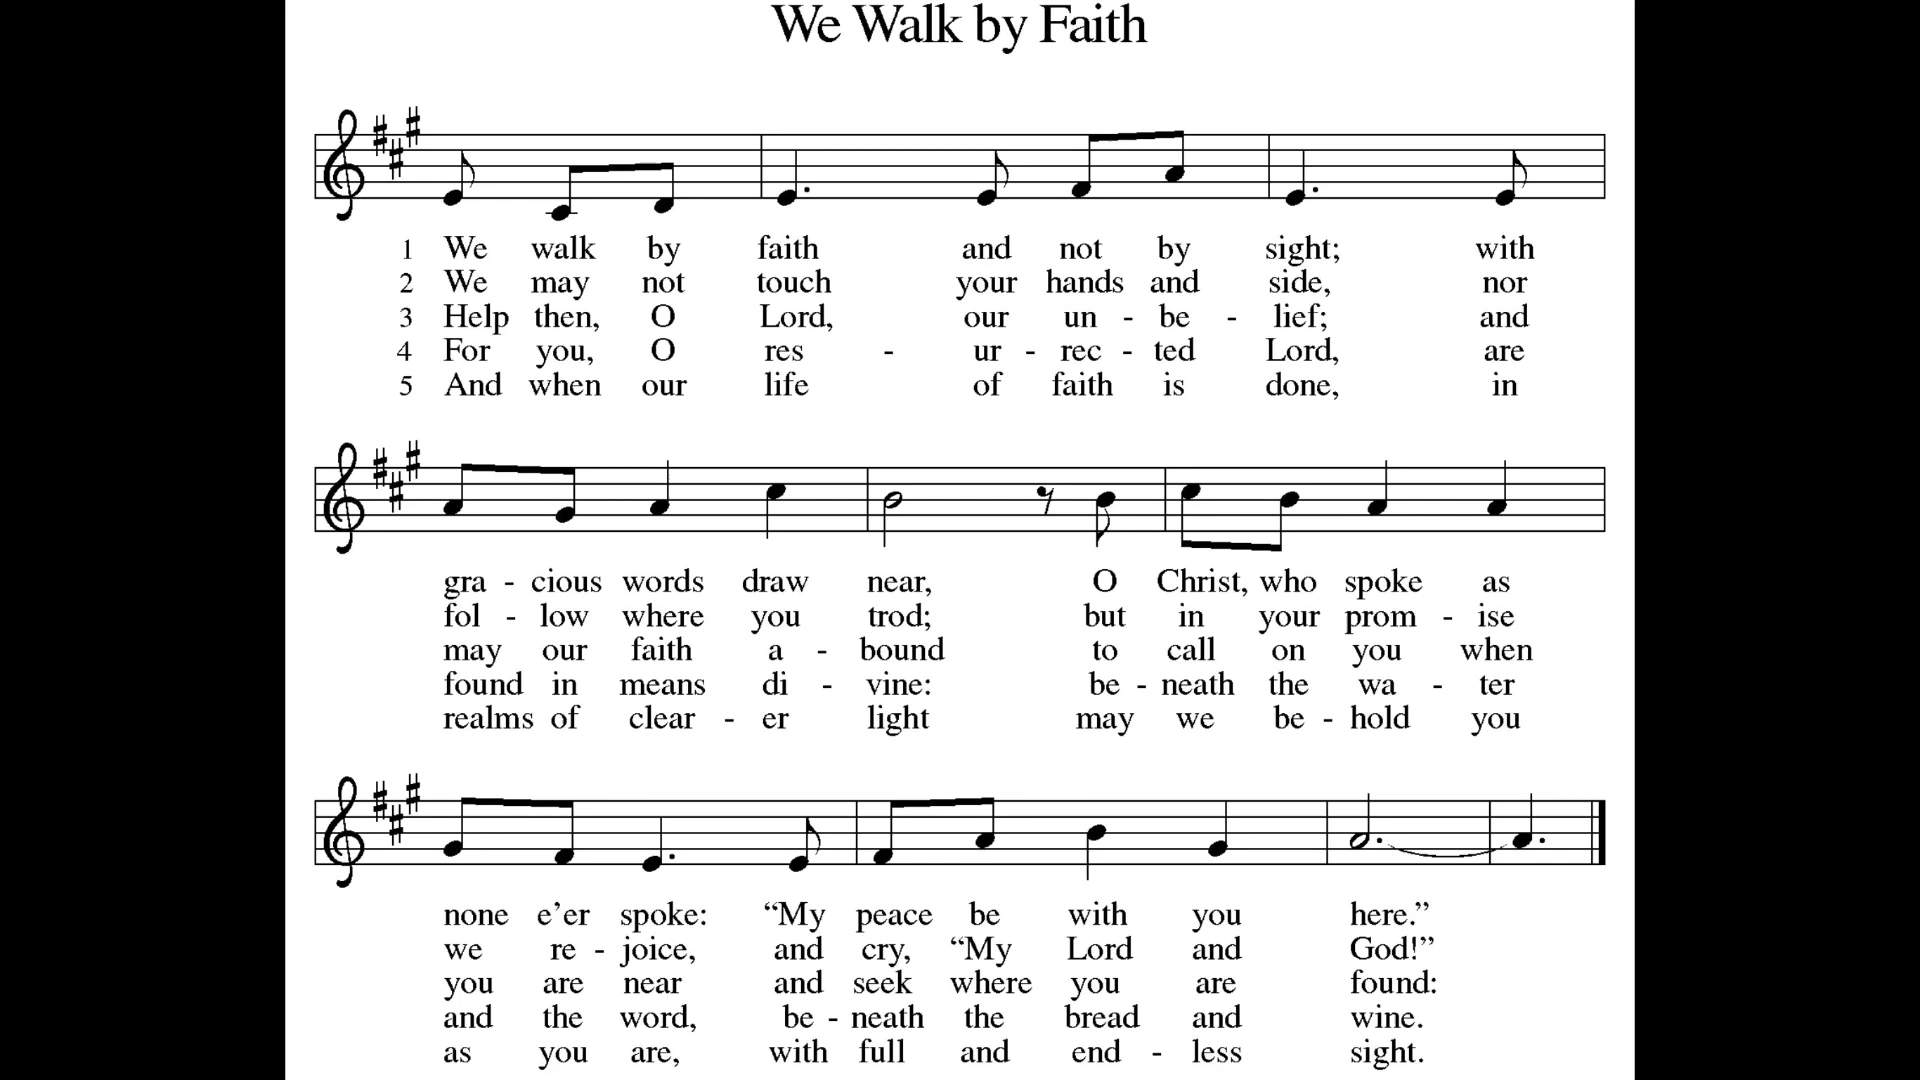 We Walk by Faith
1 We walk by faith and not by sight; with
2 We may not touch your hands and side, nor
3 Help then, O Lord, our un - be - lief; and
4 For you, O res - ur - rec - ted Lord, are
5 And when our life of faith is done, in
gra - cious words draw near, O Christ, who spoke as
fol - low where you trod; but in your prom - ise
may our faith a - bound to call on you when
found in means di - vine: be - neath the wa - ter
realms of clear - er light may we be - hold you
none e’er spoke: “My peace be with you here.”
we re - joice, and cry, “My Lord and God!”
you are near and seek where you are found:
and the word, be - neath the bread and wine.
as you are, with full and end - less sight.